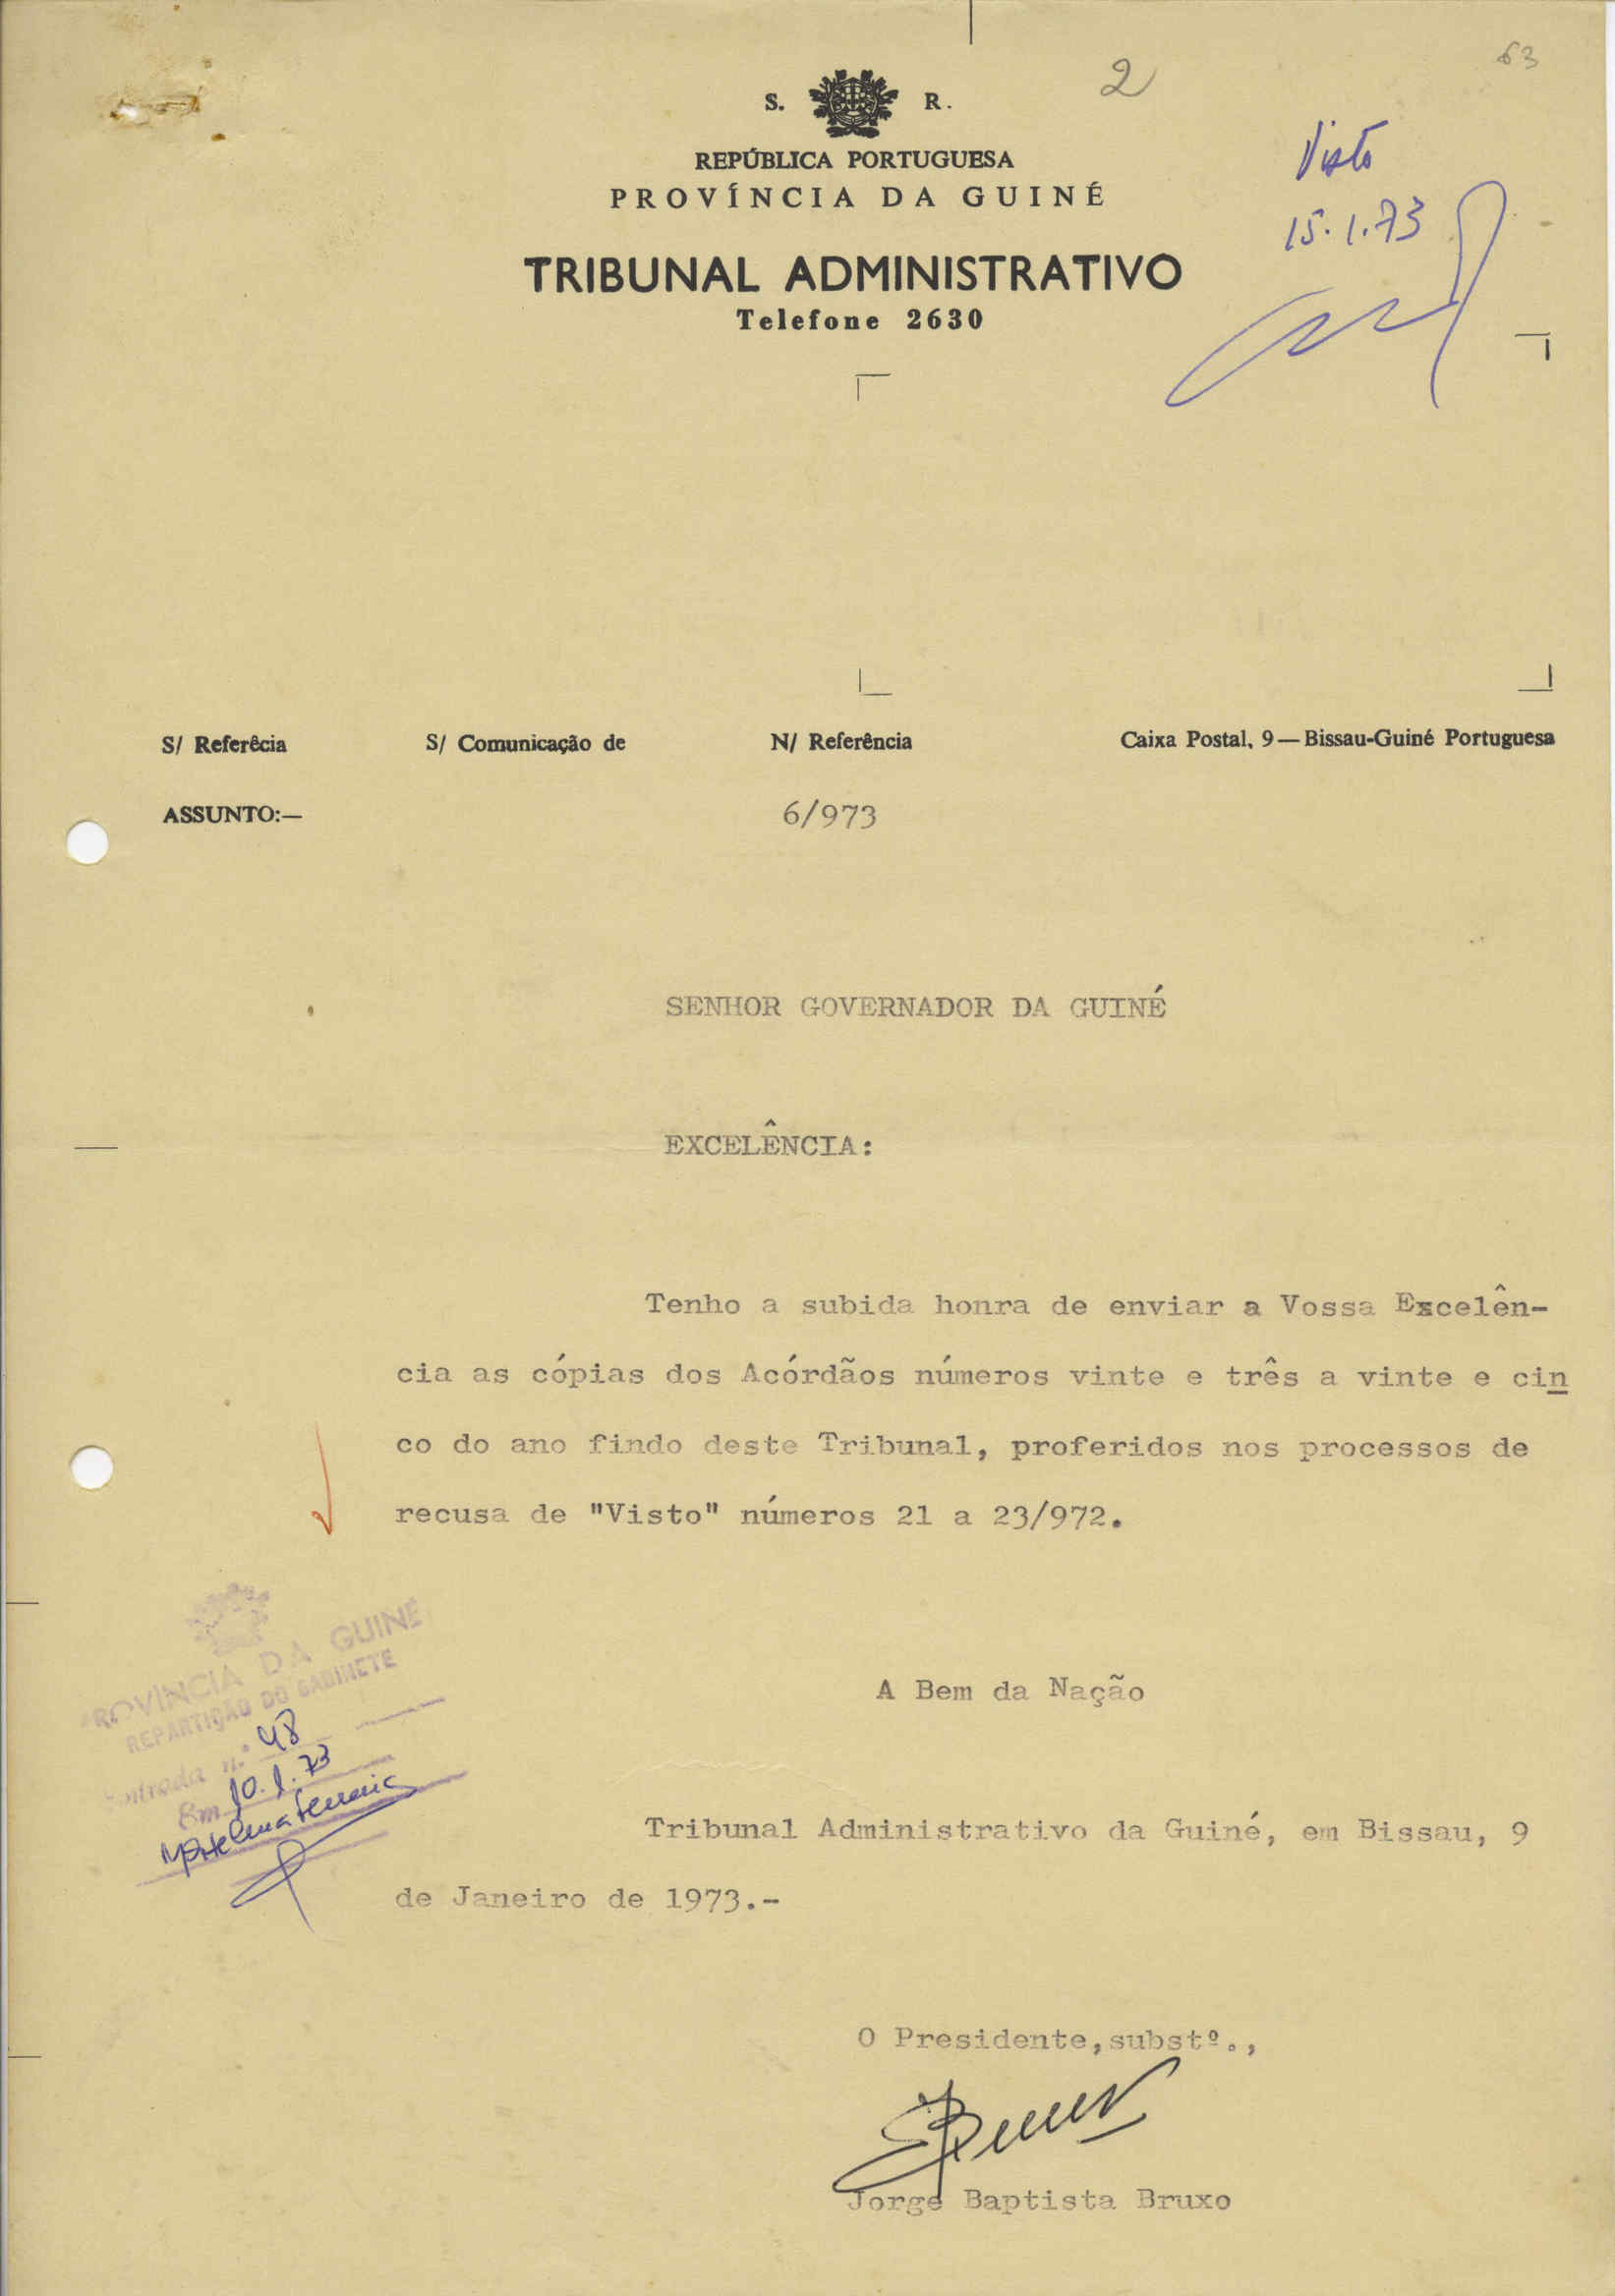 63
2
S. R.
REPÚBLICA PORTUGUESA
PROVÍNCIA DA GUINÉ
TRIBUNAL ADMINISTRATIVO
Telefone 2630
Visto
15.1.73
S/ Referêcia S/ Comunicação de N/ Referência Caixa Postal, 9—Bissau-Guiné Portuguesa
ASSUNTO:— 6/973
SENHOR GOVERNADOR DA GUINÉ
EXCELÊNCIA:
Tenho a subida honra de enviar a Vossa Excelên-
cia as cópias dos Acórdãos números vinte e três a vinte e cin
co do ano findo deste Tribunal, proferidos nos processos de
recusa de "Visto" números 21 a 23/972.
A Bem da Nação
PROVINCIA DA GUINÉ
REPARTIÇÃO DO GABINETE
Entrada n.º 48
Em 10.1.73
Tribunal Administrativo da Guiné, em Bissau, 9
de Janeiro de 1973.-
O Presidente,substº.,
Jorge Baptista Bruxo